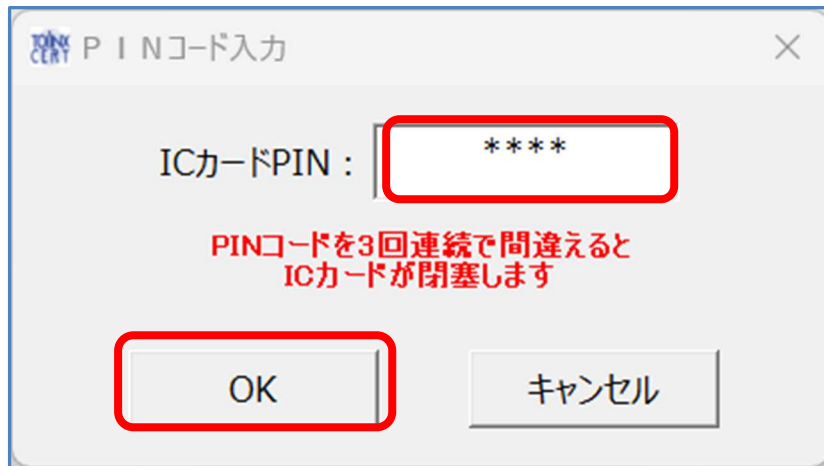 TOINX
CERT
ＰＩＮコード入力
ICカードPIN：
****
PINコードを3回連続で間違えると
ICカードが閉塞します
OK
キャンセル